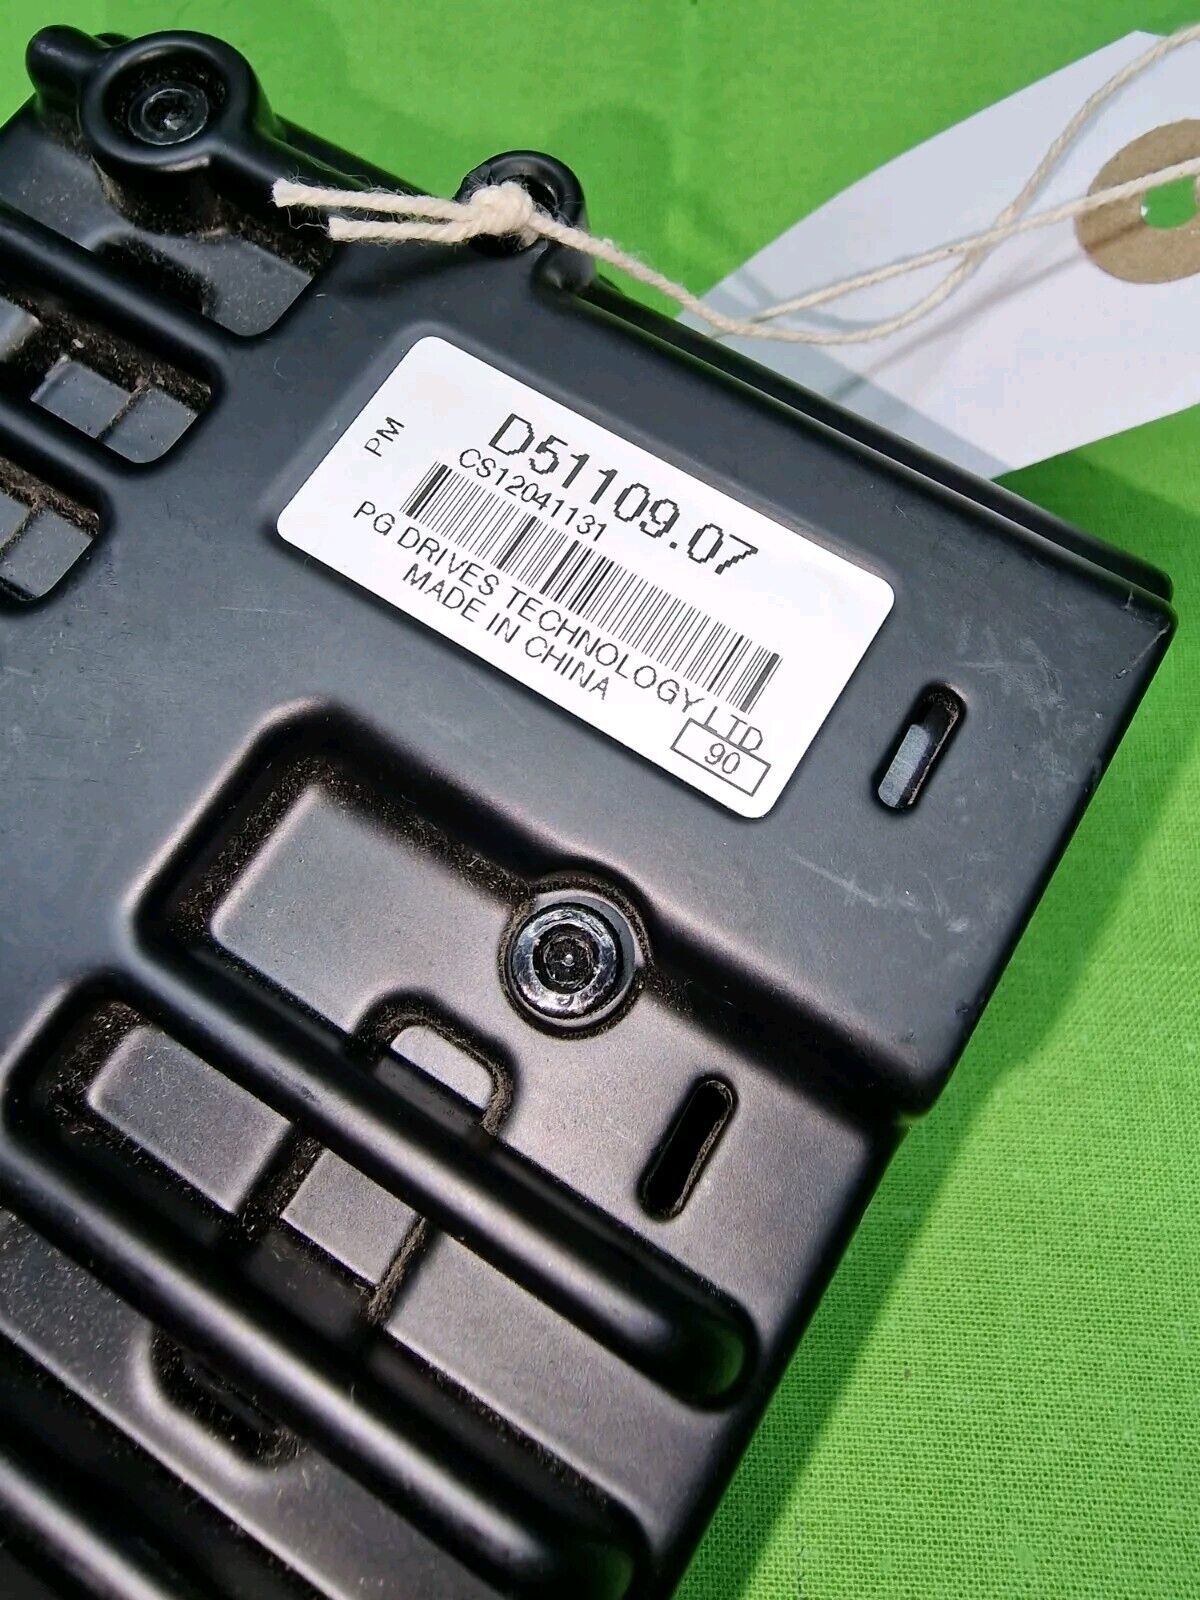 PM
D51109.07
CS12041131
PG DRIVES TECHNOLOGY LTD
MADE IN CHINA
90